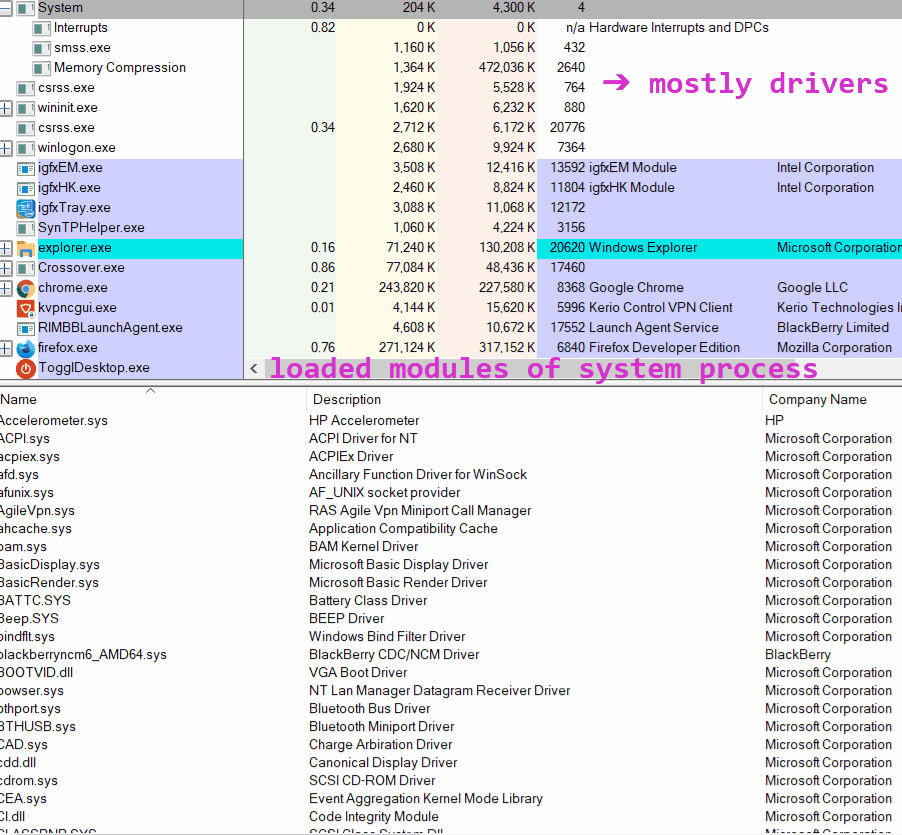 System 0.34 204 K 4,300 K 4
Interrupts 0.82 0 K 0 K n/a Hardware Interrupts and DPCs
smss.exe 1,160 K 1,056 K 432
Memory Compression 1,364 K 472,036 K 2640
csrss.exe 1,924 K 5,528 K 764
➔ mostly drivers
wininit.exe 1,620 K 6,232 K 880
csrss.exe 0.34 2,712 K 6,172 K 20776
winlogon.exe 2,680 K 9,924 K 7364
igfxEM.exe 3,508 K 12,416 K 13592 igfxEM Module Intel Corporation
igfxHK.exe 2,460 K 8,824 K 11804 igfxHK Module Intel Corporation
igfxTray.exe 3,088 K 11,068 K 12172
SynTPHelper.exe 1,060 K 4,224 K 3156
explorer.exe 0.16 71,240 K 130,208 K 20620 Windows Explorer Microsoft Corporation
Crossover.exe 0.86 77,084 K 48,436 K 17460
chrome.exe 0.21 243,820 K 227,580 K 8368 Google Chrome Google LLC
kvpncgui.exe 0.01 4,144 K 15,620 K 5996 Kerio Control VPN Client Kerio Technologies I
RIMBBLaunchAgent.exe 4,608 K 10,672 K 17552 Launch Agent Service BlackBerry Limited
firefox.exe 0.76 271,124 K 317,152 K 6840 Firefox Developer Edition Mozilla Corporation
TogglDesktop.exe
loaded modules of system process
Name Description Company Name
Accelerometer.sys HP Accelerometer HP
ACPI.sys ACPI Driver for NT Microsoft Corporation
acpiex.sys ACPIEx Driver Microsoft Corporation
afd.sys Ancillary Function Driver for WinSock Microsoft Corporation
afunix.sys AF_UNIX socket provider Microsoft Corporation
AgileVpn.sys RAS Agile Vpn Miniport Call Manager Microsoft Corporation
ahcache.sys Application Compatibility Cache Microsoft Corporation
bam.sys BAM Kernel Driver Microsoft Corporation
BasicDisplay.sys Microsoft Basic Display Driver Microsoft Corporation
BasicRender.sys Microsoft Basic Render Driver Microsoft Corporation
BATTC.SYS Battery Class Driver Microsoft Corporation
Beep.SYS BEEP Driver Microsoft Corporation
bindflt.sys Windows Bind Filter Driver Microsoft Corporation
blackberryncm6_AMD64.sys BlackBerry CDC/NCM Driver BlackBerry
BOOTVID.dll VGA Boot Driver Microsoft Corporation
bowser.sys NT Lan Manager Datagram Receiver Driver Microsoft Corporation
bthport.sys Bluetooth Bus Driver Microsoft Corporation
BTHUSB.sys Bluetooth Miniport Driver Microsoft Corporation
CAD.sys Charge Arbiration Driver Microsoft Corporation
cdd.dll Canonical Display Driver Microsoft Corporation
cdrom.sys SCSI CD-ROM Driver Microsoft Corporation
CEA.sys Event Aggregation Kernel Mode Library Microsoft Corporation
CI.dll Code Integrity Module Microsoft Corporation
CLASSPNP.SYS SCSI Class System Dll Microsoft Corporation